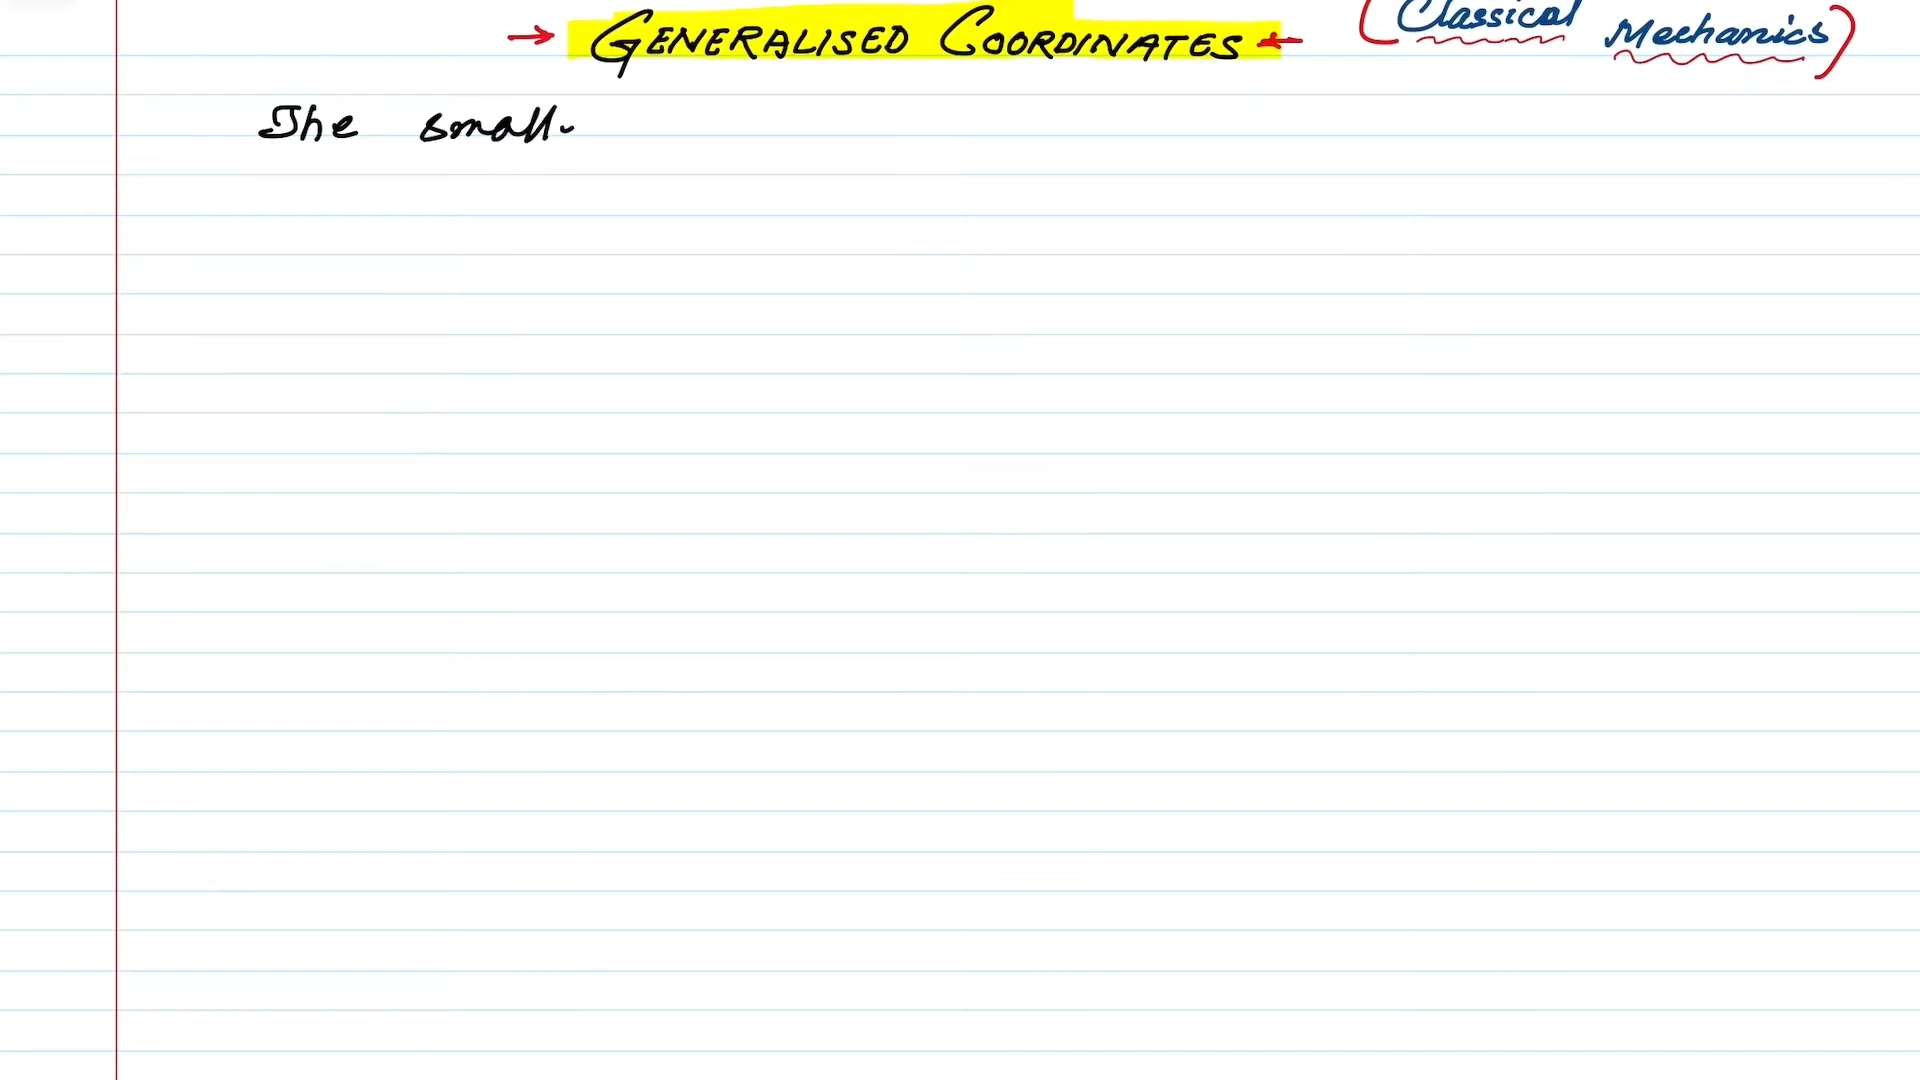 → GENERALISED COORDINATES ← (Classical Mechanics)
The small